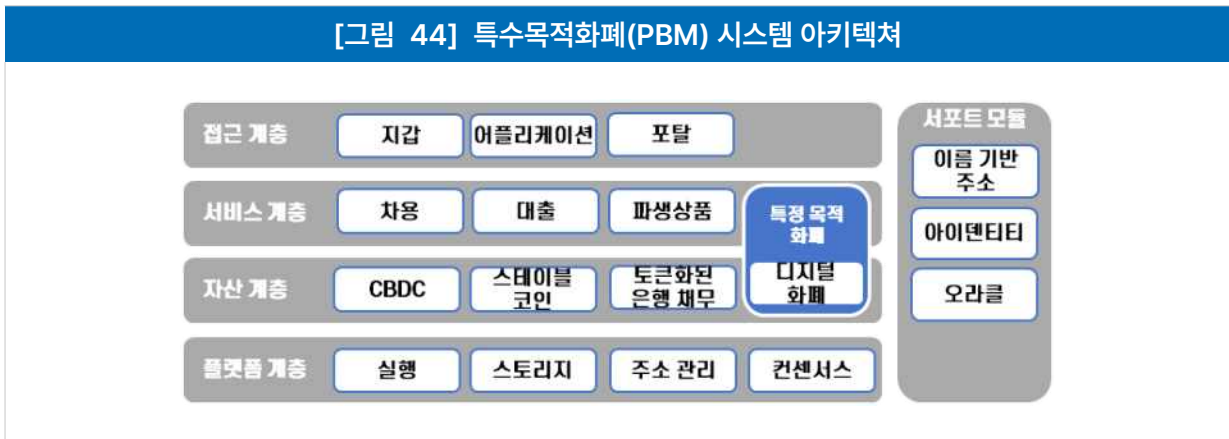 [그림 44] 특수목적화폐(PBM) 시스템 아키텍쳐
접근 계층
지갑
어플리케이션
포탈
서비스 계층
차용
대출
파생상품
특정 목적
화폐
자산 계층
CBDC
스테이블
코인
토큰화된
은행 채무
디지털
화폐
플랫폼 계층
실행
스토리지
주소 관리
컨센서스
서포트 모듈
이름 기반
주소
아이덴티티
오라클